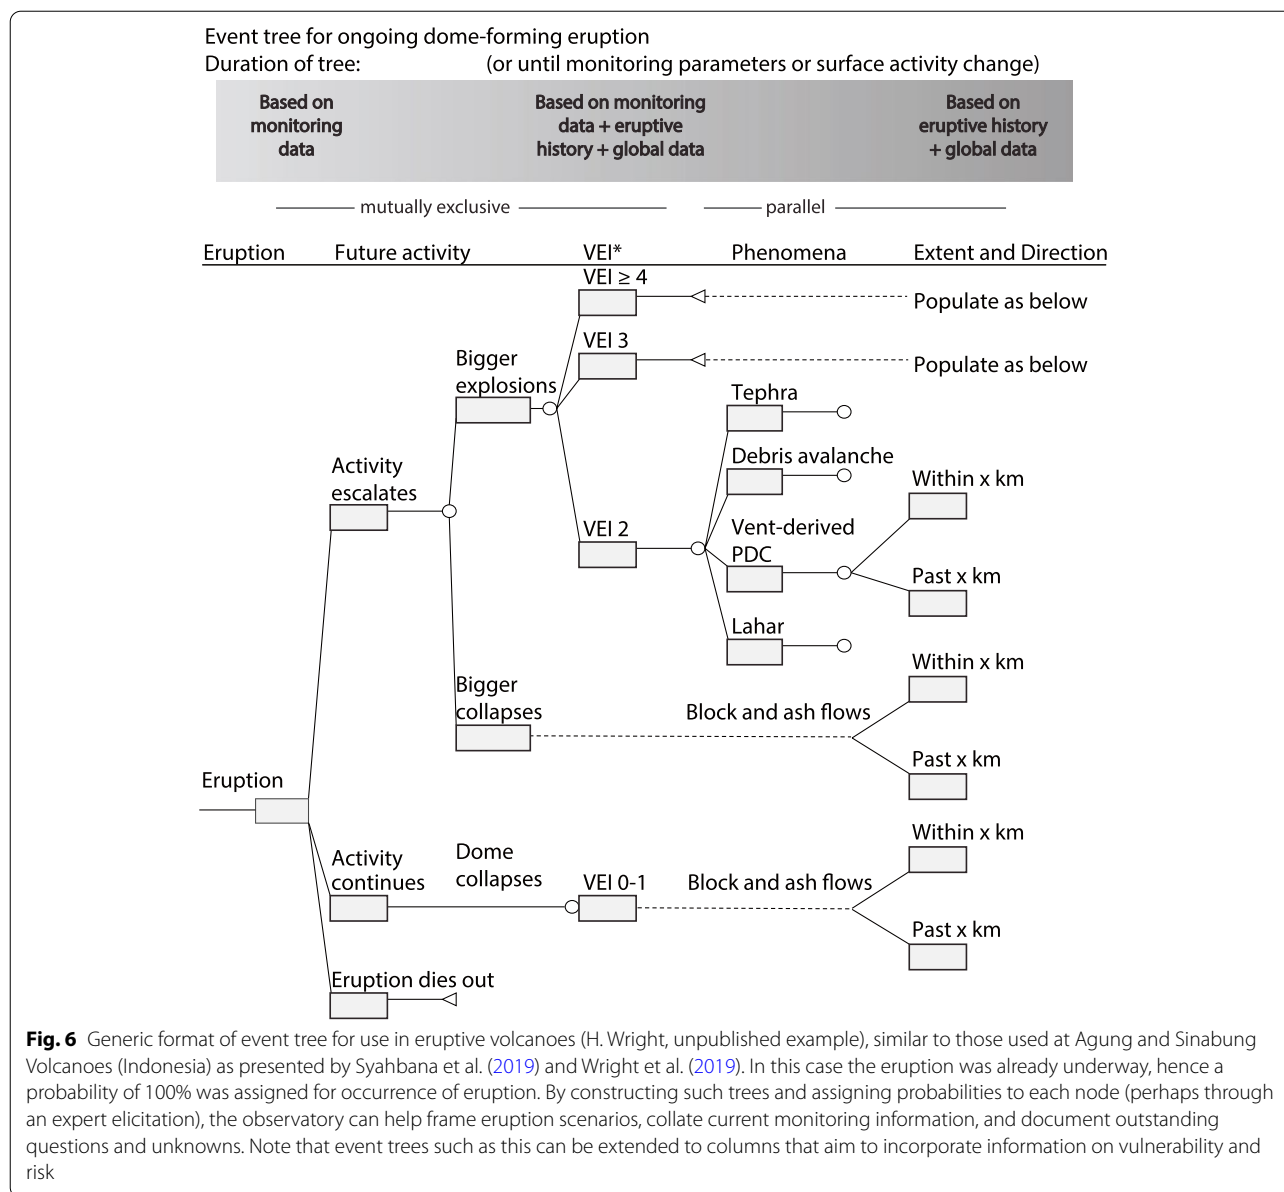 Event tree for ongoing dome-forming eruption
Duration of tree: (or until monitoring parameters or surface activity change)
Based on
monitoring
data
Based on monitoring
data + eruptive
history + global data
Based on
eruptive history
+ global data
mutually exclusive
parallel
Eruption Future activity VEI* Phenomena Extent and Direction
VEI ≥ 4
Populate as below
VEI 3
Populate as below
Bigger
explosions
Tephra
Debris avalanche
Activity
escalates
Within x km
VEI 2
Vent-derived
PDC
Past x km
Lahar
Within x km
Bigger
collapses
Block and ash flows
Past x km
Eruption
Within x km
Activity
continues
Dome
collapses
VEI 0-1
Block and ash flows
Past x km
Eruption dies out
Fig. 6 Generic format of event tree for use in eruptive volcanoes (H. Wright, unpublished example), similar to those used at Agung and Sinabung
Volcanoes (Indonesia) as presented by Syahbana et al. (2019) and Wright et al. (2019). In this case the eruption was already underway, hence a
probability of 100% was assigned for occurrence of eruption. By constructing such trees and assigning probabilities to each node (perhaps through
an expert elicitation), the observatory can help frame eruption scenarios, collate current monitoring information, and document outstanding
questions and unknowns. Note that event trees such as this can be extended to columns that aim to incorporate information on vulnerability and
risk